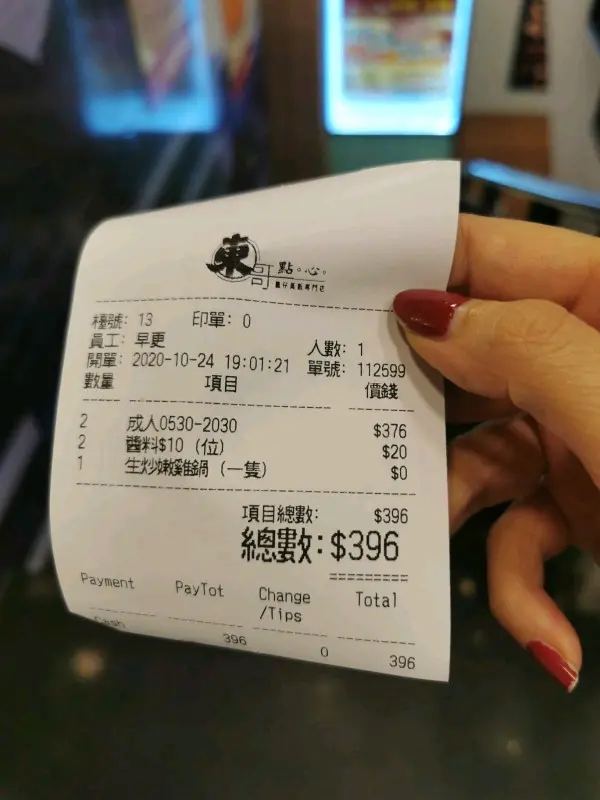 東哥點。心。
檯號: 13 印單: 0
員工: 早更 人數: 1
開單: 2020-10-24 19:01:21 單號: 112599
數量 項目 價錢
2 成人0530-2030 $376
2 醬料$10 (位) $20
1 生炒嫩雞鍋 (一隻) $0
項目總數: $396
總數: $396
Payment PayTot Change/Tips Total
Cash 396 0 396